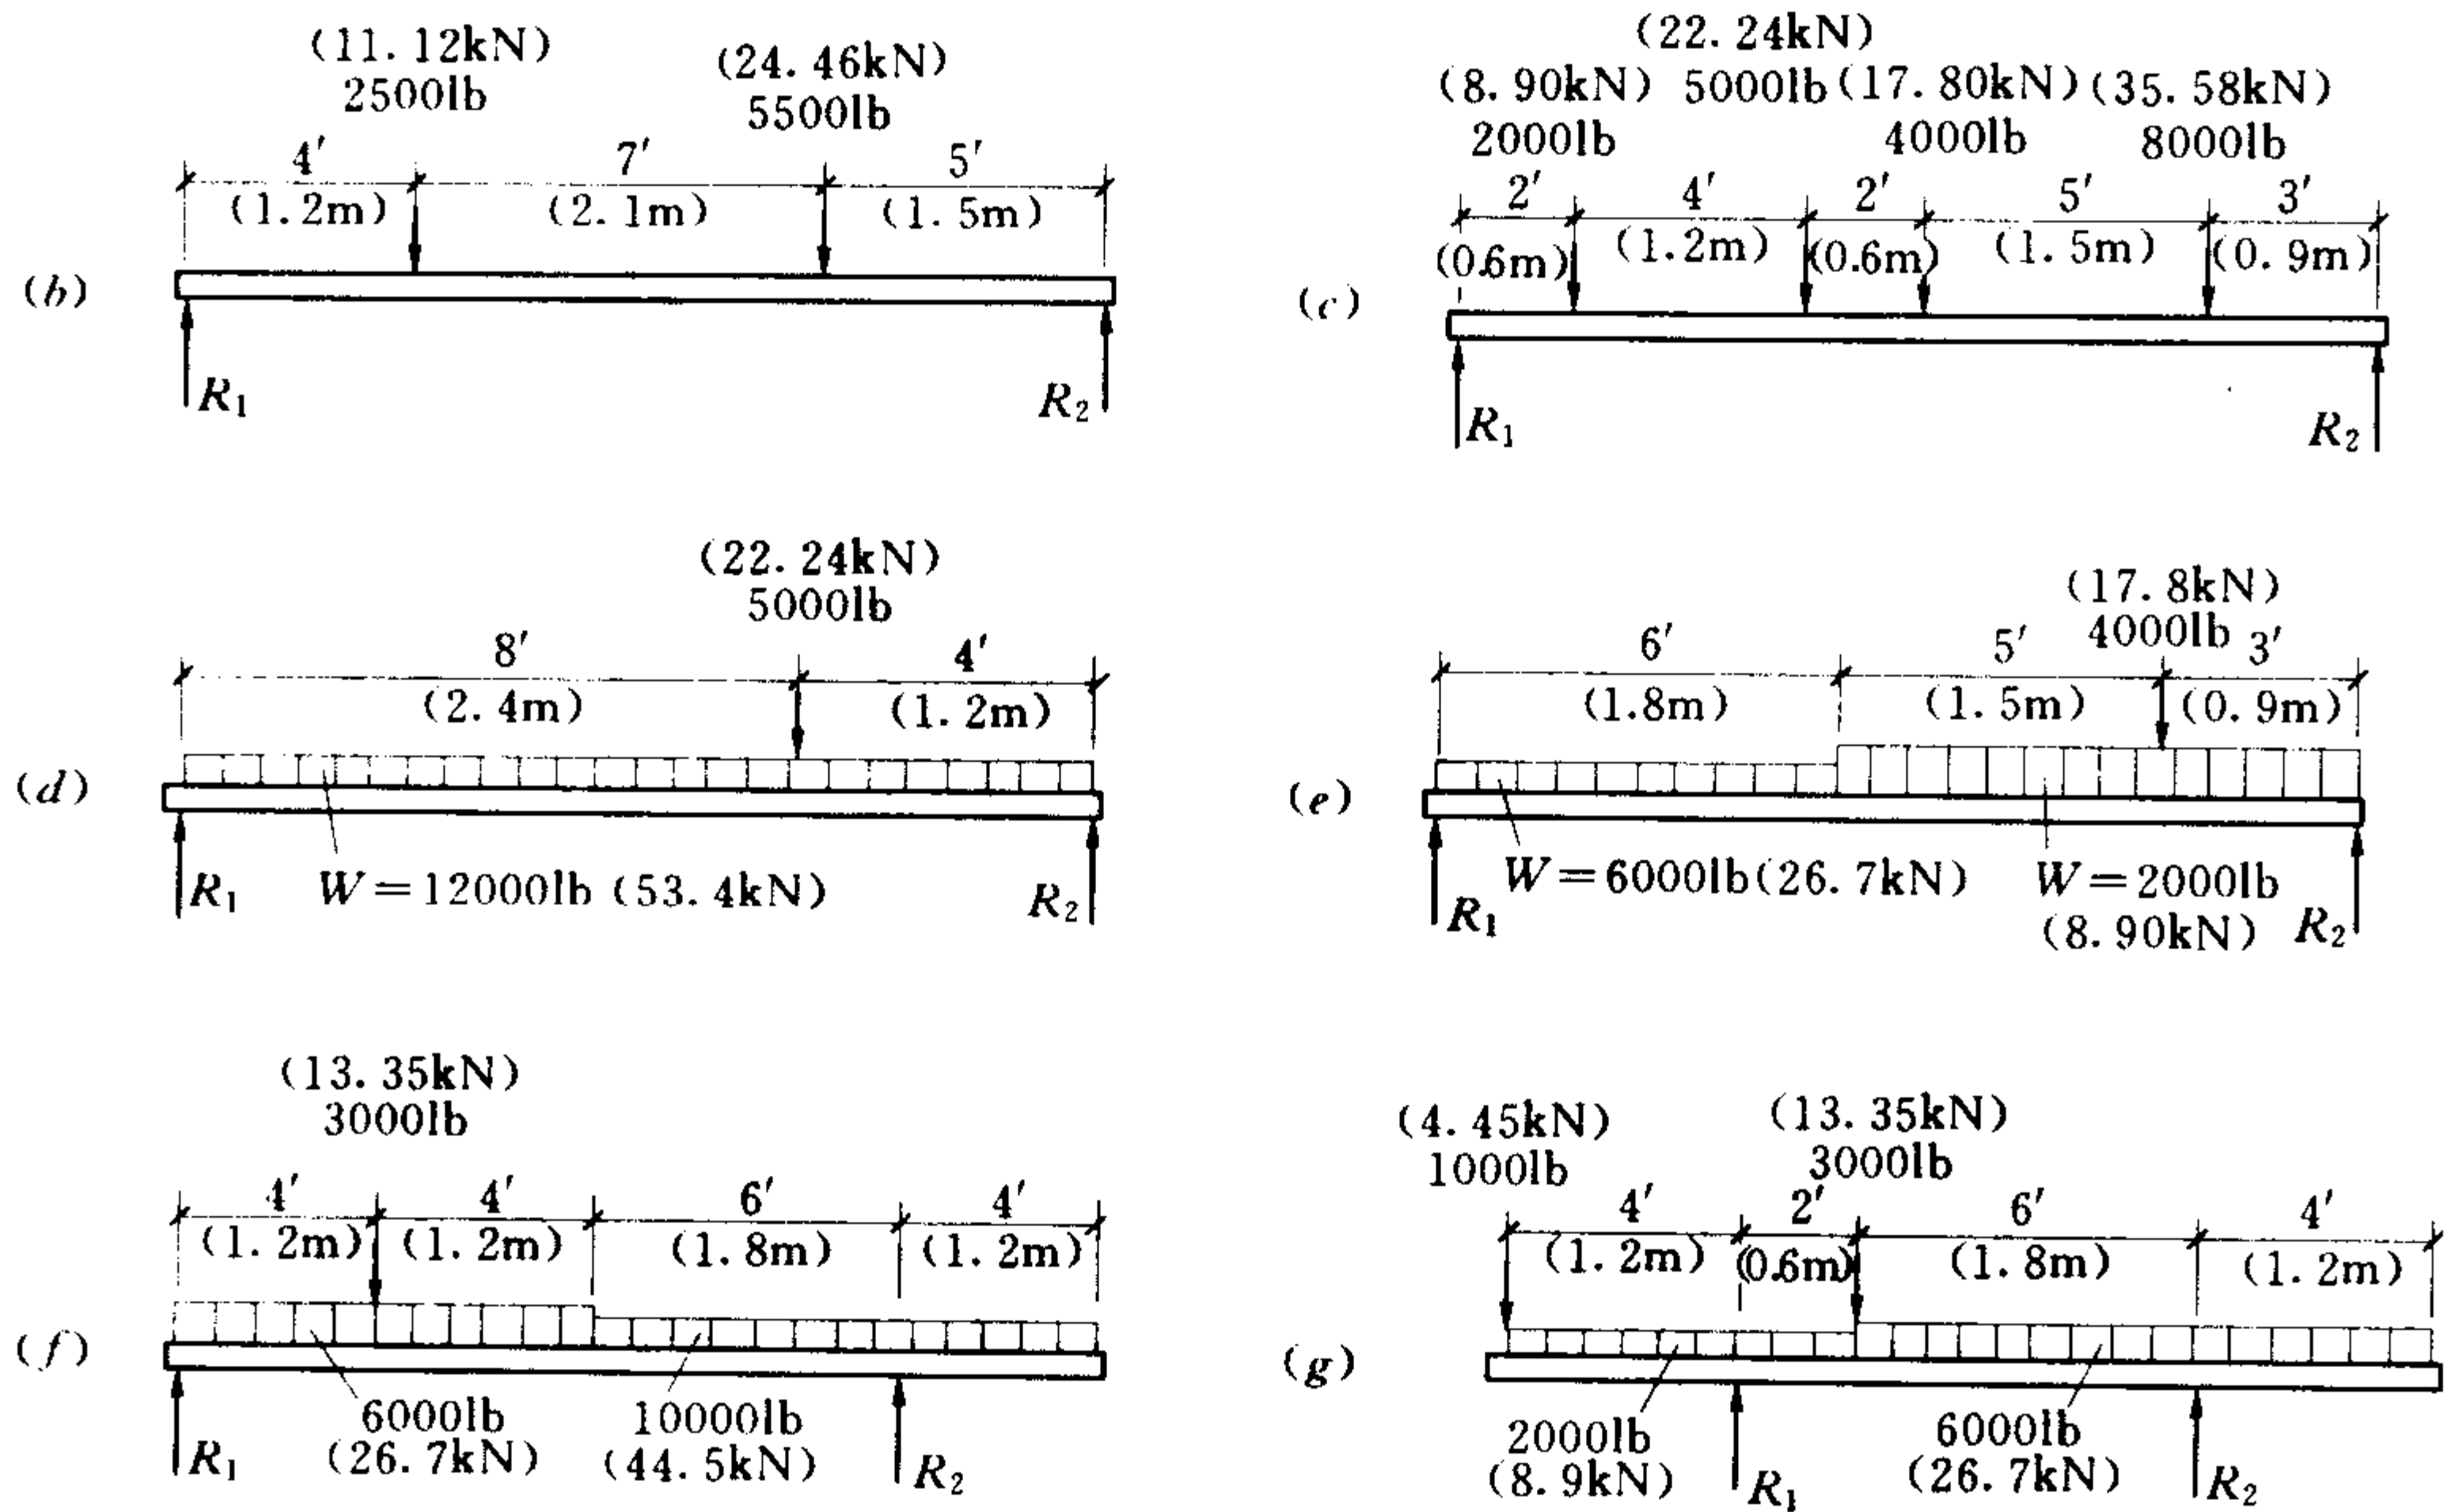 (11.12kN)
2500lb
(24.46kN)
5500lb
4′ 7′ 5′
(1.2m) (2.1m) (1.5m)
(b)
R₁ R₂
(22.24kN)
(8.90kN) 5000lb (17.80kN) (35.58kN)
2000lb 4000lb 8000lb
2′ 4′ 2′ 5′ 3′
(0.6m) (1.2m) (0.6m) (1.5m) (0.9m)
(c)
R₁ R₂
(22.24kN)
5000lb
8′ 4′
(2.4m) (1.2m)
(d)
R₁ W=12000lb (53.4kN) R₂
(17.8kN)
4000lb
6′ 5′ 3′
(1.8m) (1.5m) (0.9m)
(e)
W=6000lb(26.7kN) W=2000lb
R₁ (8.90kN) R₂
(13.35kN)
3000lb
4′ 4′ 6′ 4′
(1.2m) (1.2m) (1.8m) (1.2m)
(f)
6000lb 10000lb
R₁ (26.7kN) (44.5kN) R₂
(4.45kN) (13.35kN)
1000lb 3000lb
4′ 2′ 6′ 4′
(1.2m) (0.6m) (1.8m) (1.2m)
(g)
2000lb 6000lb
(8.9kN) R₁ (26.7kN) R₂